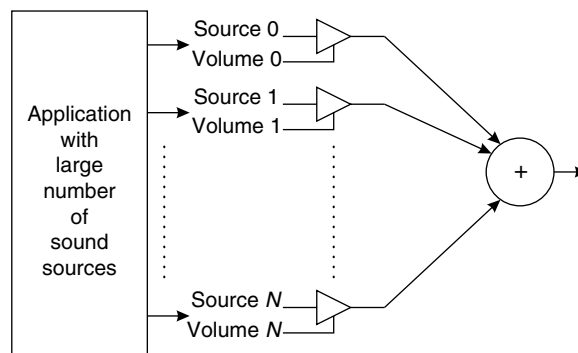 Application
with
large
number
of
sound
sources
Source 0
Volume 0
Source 1
Volume 1
Source N
Volume N
+